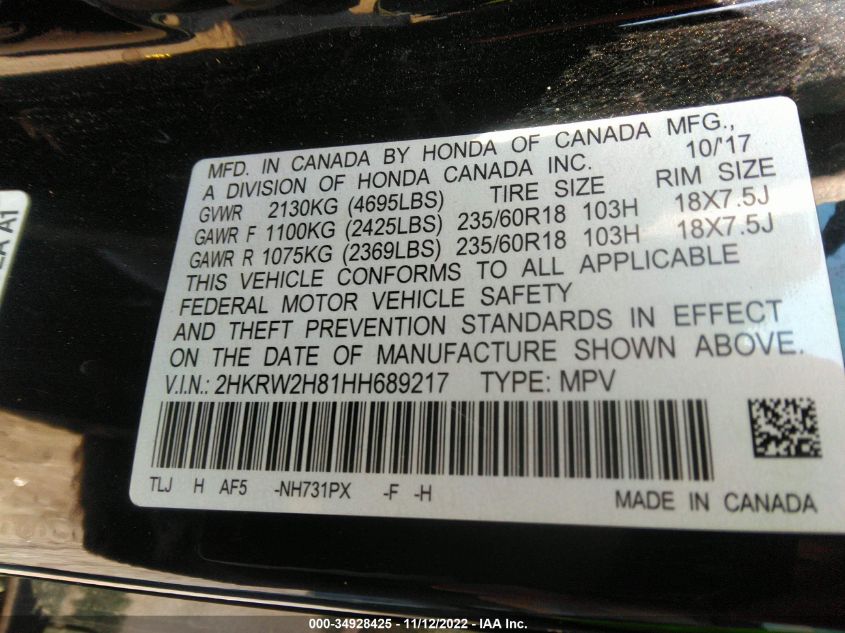 MFD. IN CANADA BY HONDA OF CANADA MFG.,
A DIVISION OF HONDA CANADA INC. 10/'17
GVWR 2130KG (4695LBS) TIRE SIZE RIM SIZE
GAWR F 1100KG (2425LBS) 235/60R18 103H 18X7.5J
GAWR R 1075KG (2369LBS) 235/60R18 103H 18X7.5J
THIS VEHICLE CONFORMS TO ALL APPLICABLE
FEDERAL MOTOR VEHICLE SAFETY
AND THEFT PREVENTION STANDARDS IN EFFECT
ON THE DATE OF MANUFACTURE SHOWN ABOVE.
V.I.N.: 2HKRW2H81HH689217 TYPE: MPV
TLJ H AF5 -NH731PX -F -H MADE IN CANADA
A1
000-34928425 - 11/12/2022 - IAA Inc.